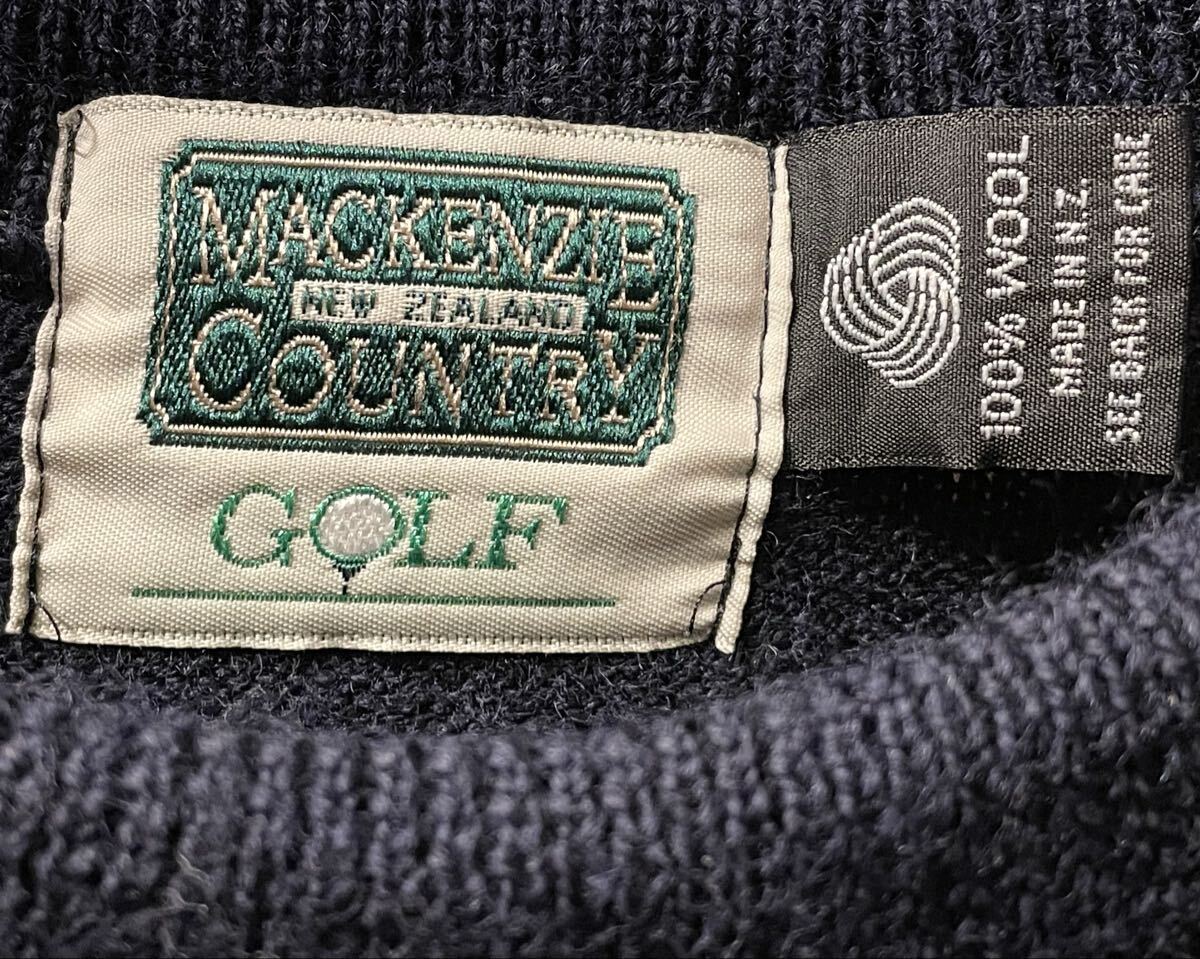 MACKENZIE
NEW ZEALAND
COUNTRY
GOLF
100% WOOL
MADE IN N.Z.
SEE BACK FOR CARE